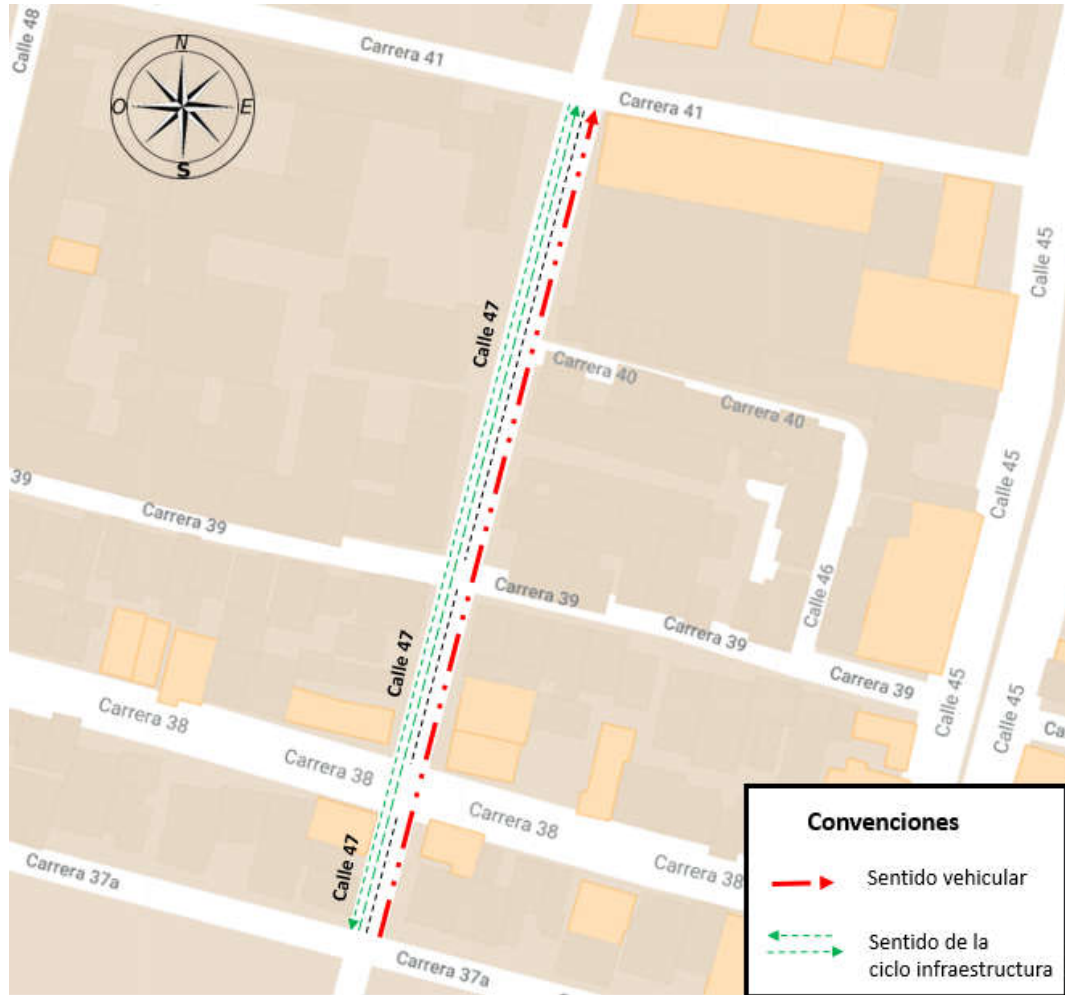 Calle 48
Carrera 41
Carrera 41
N
O
E
S
Calle 45
Calle 47
Carrera 40
Carrera 40
Calle 45
39
Carrera 39
Carrera 39
Calle 46
Carrera 39
Carrera 39
Calle 47
Calle 45
Calle 45
Ca
Carrera 38
Carrera 38
Carrera 38
Carrera 38
Calle 47
Carrera 37a
Carrera 37a
Convenciones
Sentido vehicular
Sentido de la
ciclo infraestructura